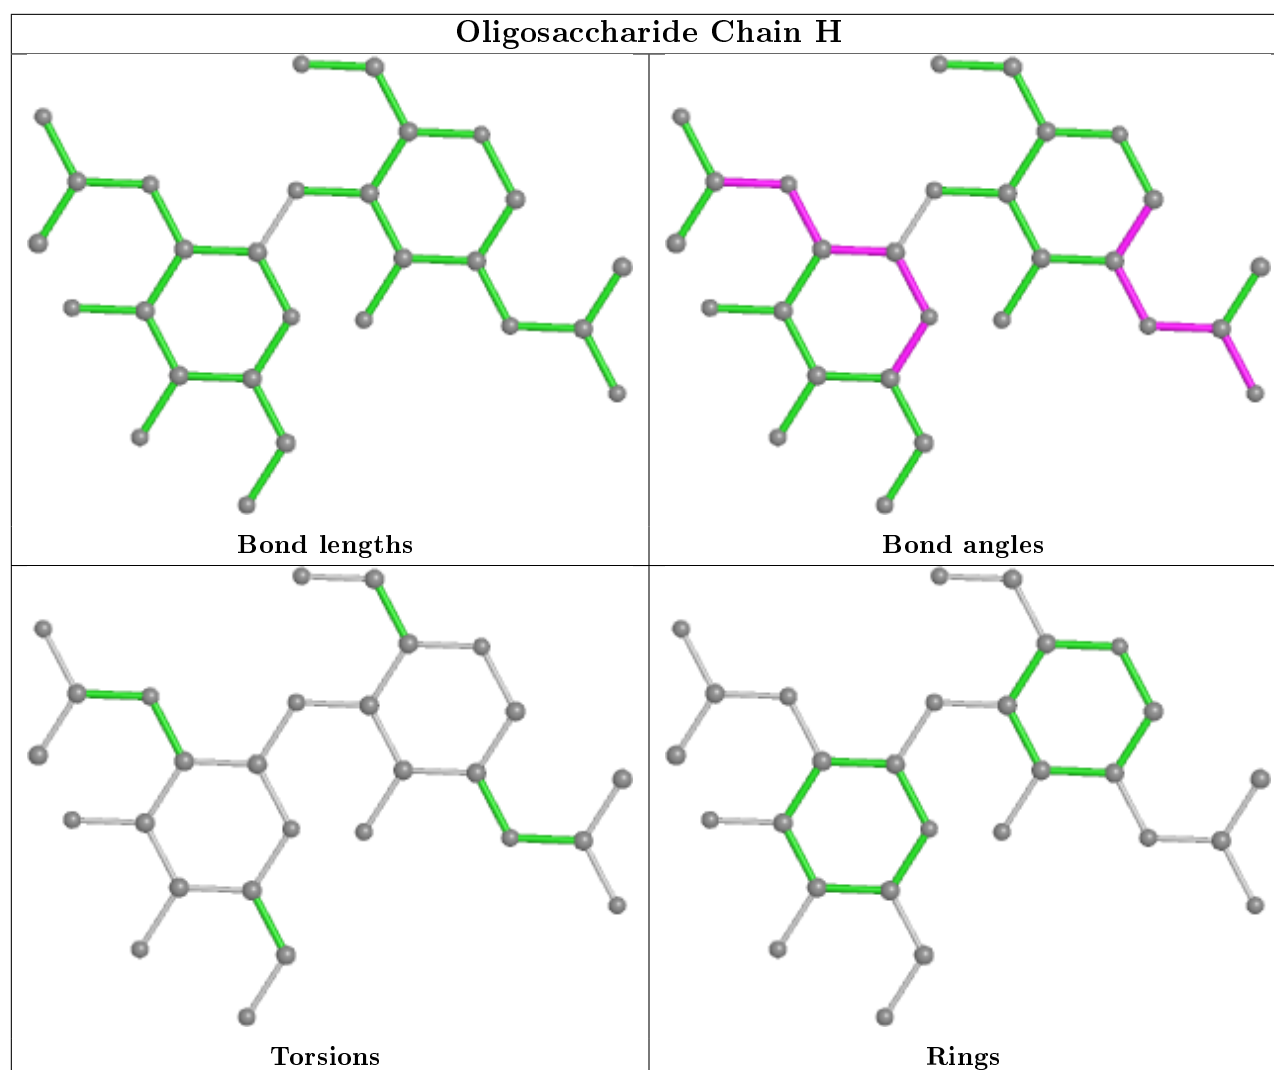 Oligosaccharide Chain H
Bond lengths
Bond angles
Torsions
Rings